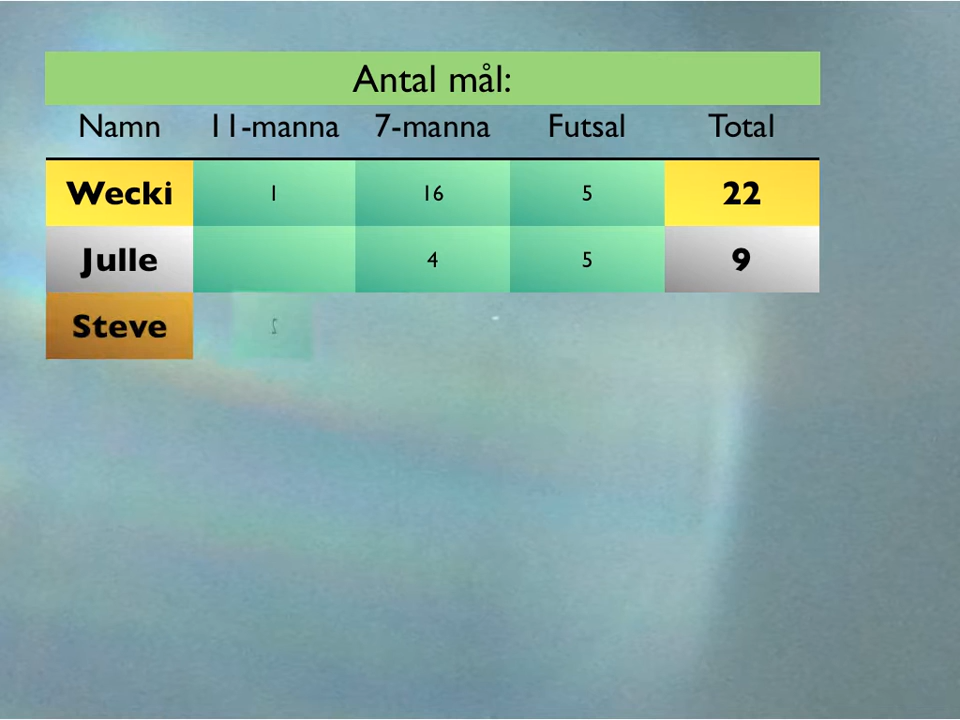 Antal mål:
Namn 11-manna 7-manna Futsal Total
Wecki 1 16 5 22
Julle 4 5 9
Steve 2